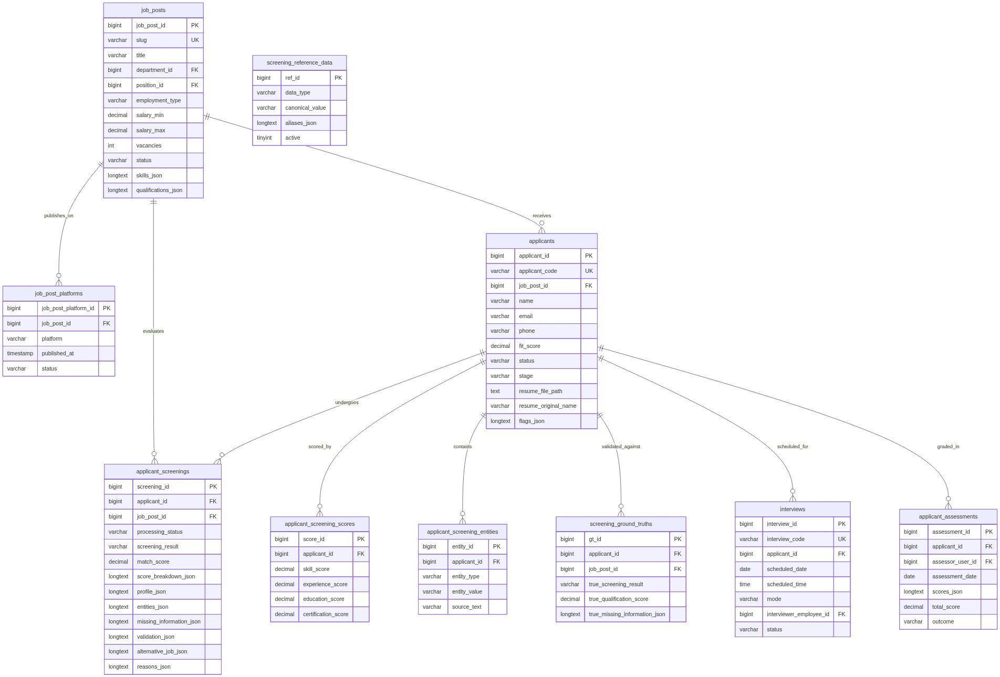 job_posts
bigint job_post_id PK
varchar slug UK
varchar title
bigint department_id FK
bigint position_id FK
varchar employment_type
decimal salary_min
decimal salary_max
int vacancies
varchar status
longtext skills_json
longtext qualifications_json
screening_reference_data
bigint ref_id PK
varchar data_type
varchar canonical_value
longtext aliases_json
tinyint active
publishes_on
receives
evaluates
job_post_platforms
bigint job_post_platform_id PK
bigint job_post_id FK
varchar platform
timestamp published_at
varchar status
applicants
bigint applicant_id PK
varchar applicant_code UK
bigint job_post_id FK
varchar name
varchar email
varchar phone
decimal fit_score
varchar status
varchar stage
text resume_file_path
varchar resume_original_name
longtext flags_json
undergoes
scored_by
contains
validated_against
scheduled_for
graded_in
applicant_screenings
bigint screening_id PK
bigint applicant_id FK
bigint job_post_id FK
varchar processing_status
varchar screening_result
decimal match_score
longtext score_breakdown_json
longtext profile_json
longtext entities_json
longtext missing_information_json
longtext validation_json
longtext alternative_job_json
longtext reasons_json
applicant_screening_scores
bigint score_id PK
bigint applicant_id FK
decimal skill_score
decimal experience_score
decimal education_score
decimal certification_score
applicant_screening_entities
bigint entity_id PK
bigint applicant_id FK
varchar entity_type
varchar entity_value
varchar source_text
screening_ground_truths
bigint gt_id PK
bigint applicant_id FK
bigint job_post_id FK
varchar true_screening_result
decimal true_qualification_score
longtext true_missing_information_json
interviews
bigint interview_id PK
varchar interview_code UK
bigint applicant_id FK
date scheduled_date
time scheduled_time
varchar mode
bigint interviewer_employee_id FK
varchar status
applicant_assessments
bigint assessment_id PK
bigint applicant_id FK
bigint assessor_user_id FK
date assessment_date
longtext scores_json
decimal total_score
varchar outcome